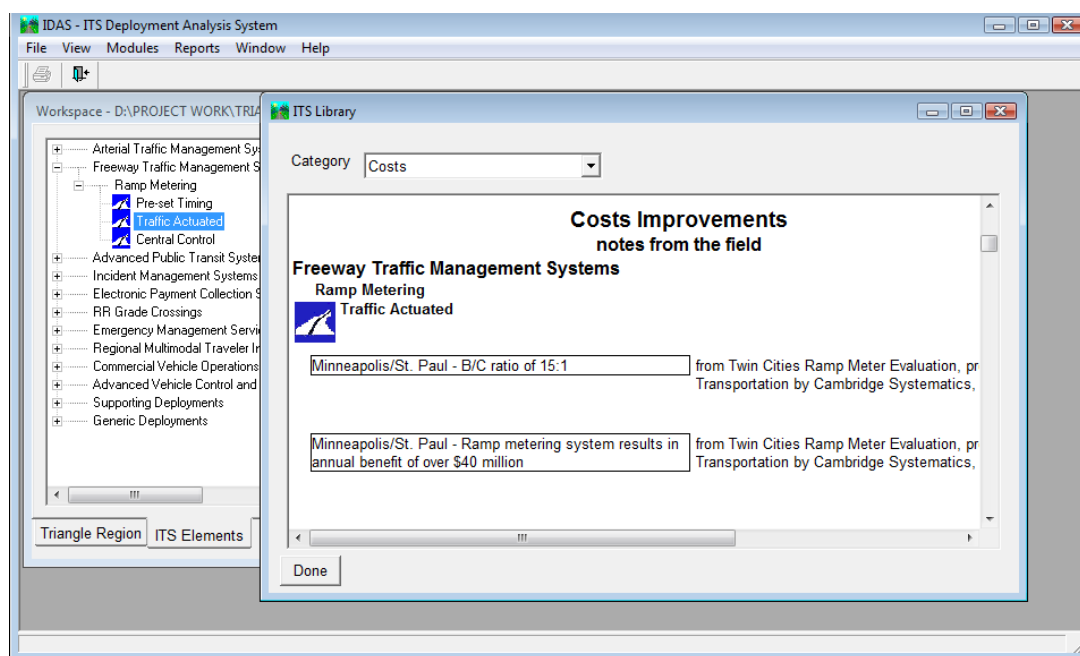 IDAS - ITS Deployment Analysis System
File View Modules Reports Window Help
Workspace - D:\PROJECT WORK\TRIA
Arterial Traffic Management Sy
Freeway Traffic Management S
Ramp Metering
Pre-set Timing
Traffic Actuated
Central Control
Advanced Public Transit Syste
Incident Management Systems
Electronic Payment Collection S
RR Grade Crossings
Emergency Management Servi
Regional Multimodal Traveler In
Commercial Vehicle Operations
Advanced Vehicle Control and
Supporting Deployments
Generic Deployments
Triangle Region ITS Elements
ITS Library
Category Costs
Costs Improvements
notes from the field
Freeway Traffic Management Systems
Ramp Metering
Traffic Actuated
Minneapolis/St. Paul - B/C ratio of 15:1 from Twin Cities Ramp Meter Evaluation, pr
Transportation by Cambridge Systematics,
Minneapolis/St. Paul - Ramp metering system results in from Twin Cities Ramp Meter Evaluation, pr
annual benefit of over $40 million Transportation by Cambridge Systematics,
Done